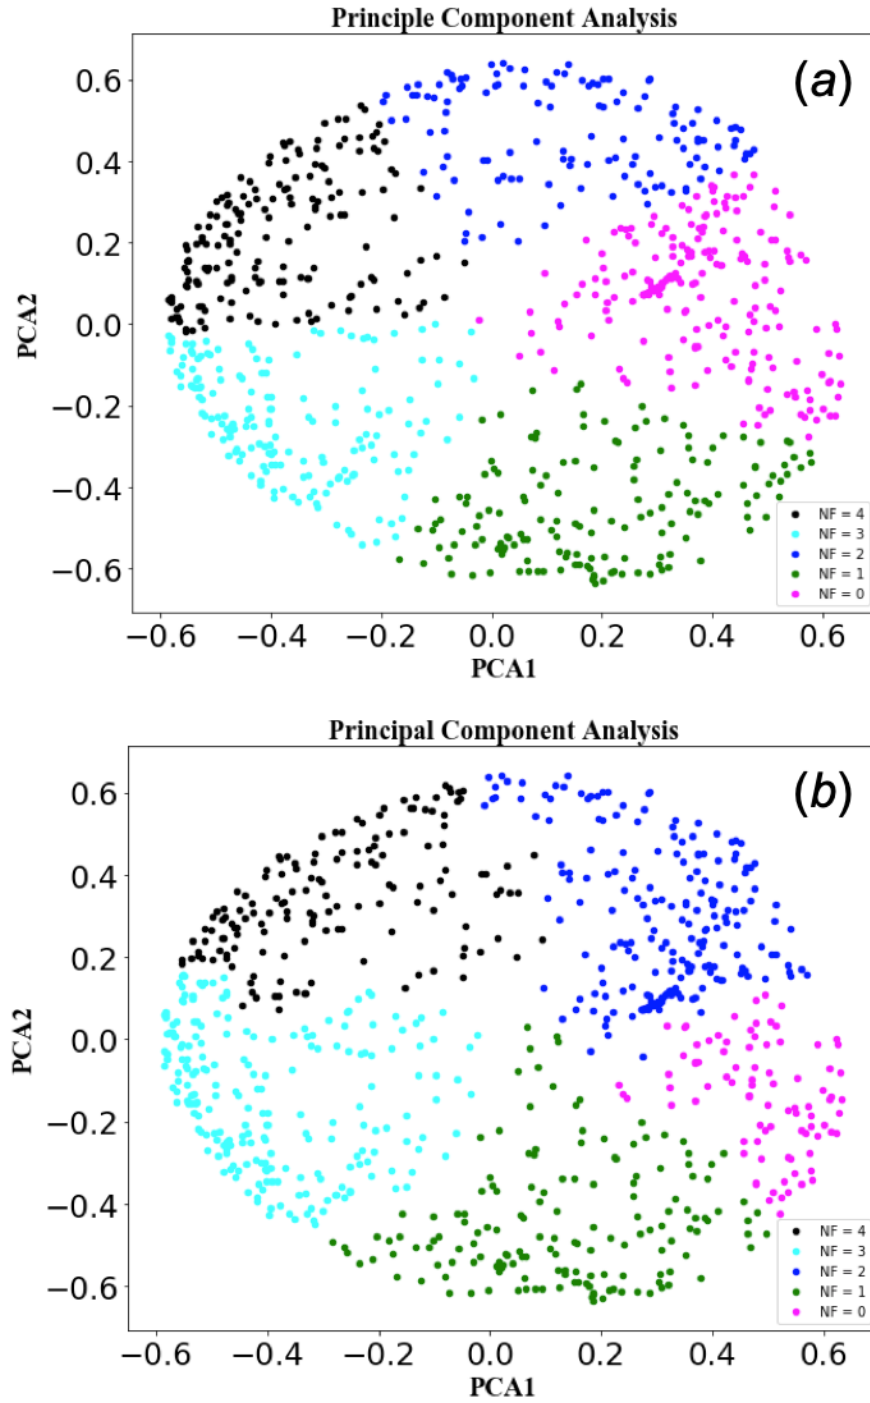 Principle Component Analysis
(a)
0.6
0.4
0.2
0.0
−0.2
−0.4
−0.6
PCA2
NF = 4
NF = 3
NF = 2
NF = 1
NF = 0
−0.6 −0.4 −0.2 0.0 0.2 0.4 0.6
PCA1
Principal Component Analysis
(b)
0.6
0.4
0.2
0.0
−0.2
−0.4
−0.6
PCA2
NF = 4
NF = 3
NF = 2
NF = 1
NF = 0
−0.6 −0.4 −0.2 0.0 0.2 0.4 0.6
PCA1